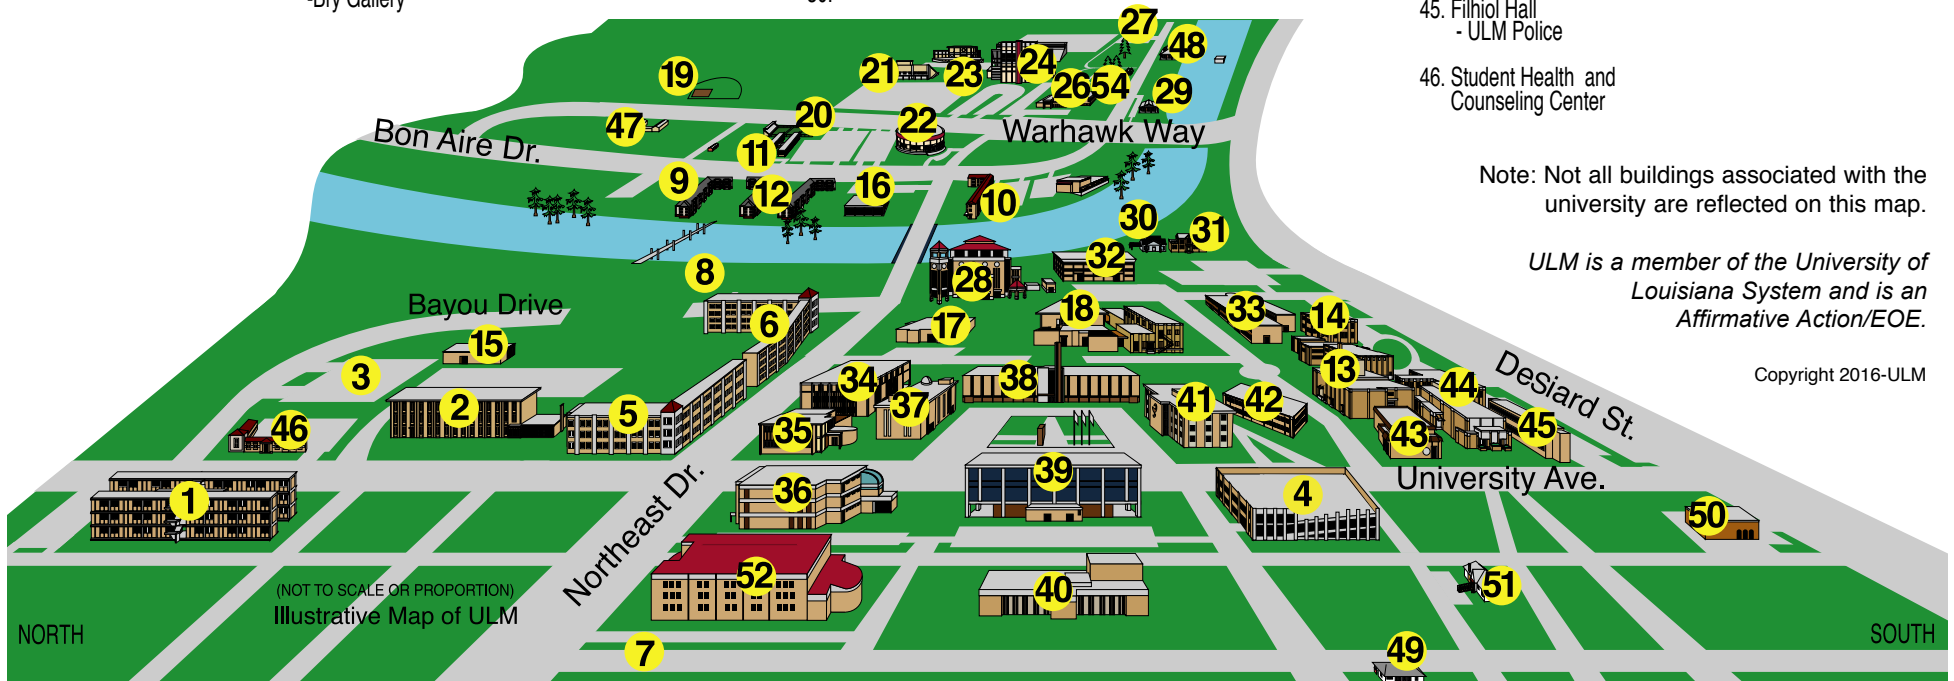 -Bry Gallery
45. Filhiol Hall
- ULM Police
46. Student Health and
Counseling Center
Note: Not all buildings associated with the
university are reflected on this map.
ULM is a member of the University of
Louisiana System and is an
Affirmative Action/EOE.
Copyright 2016-ULM
27
48
21
23
24
19
26
54
29
20
22
47
Warhawk Way
Bon Aire Dr.
11
9
12
16
10
30
31
32
8
28
Bayou Drive
6
17
18
33
14
15
3
34
38
13
Desiard St.
2
5
37
41
42
44
46
35
43
45
1
Northeast Dr.
36
39
4
University Ave.
50
52
40
51
(NOT TO SCALE OR PROPORTION)
Illustrative Map of ULM
NORTH
SOUTH
7
49